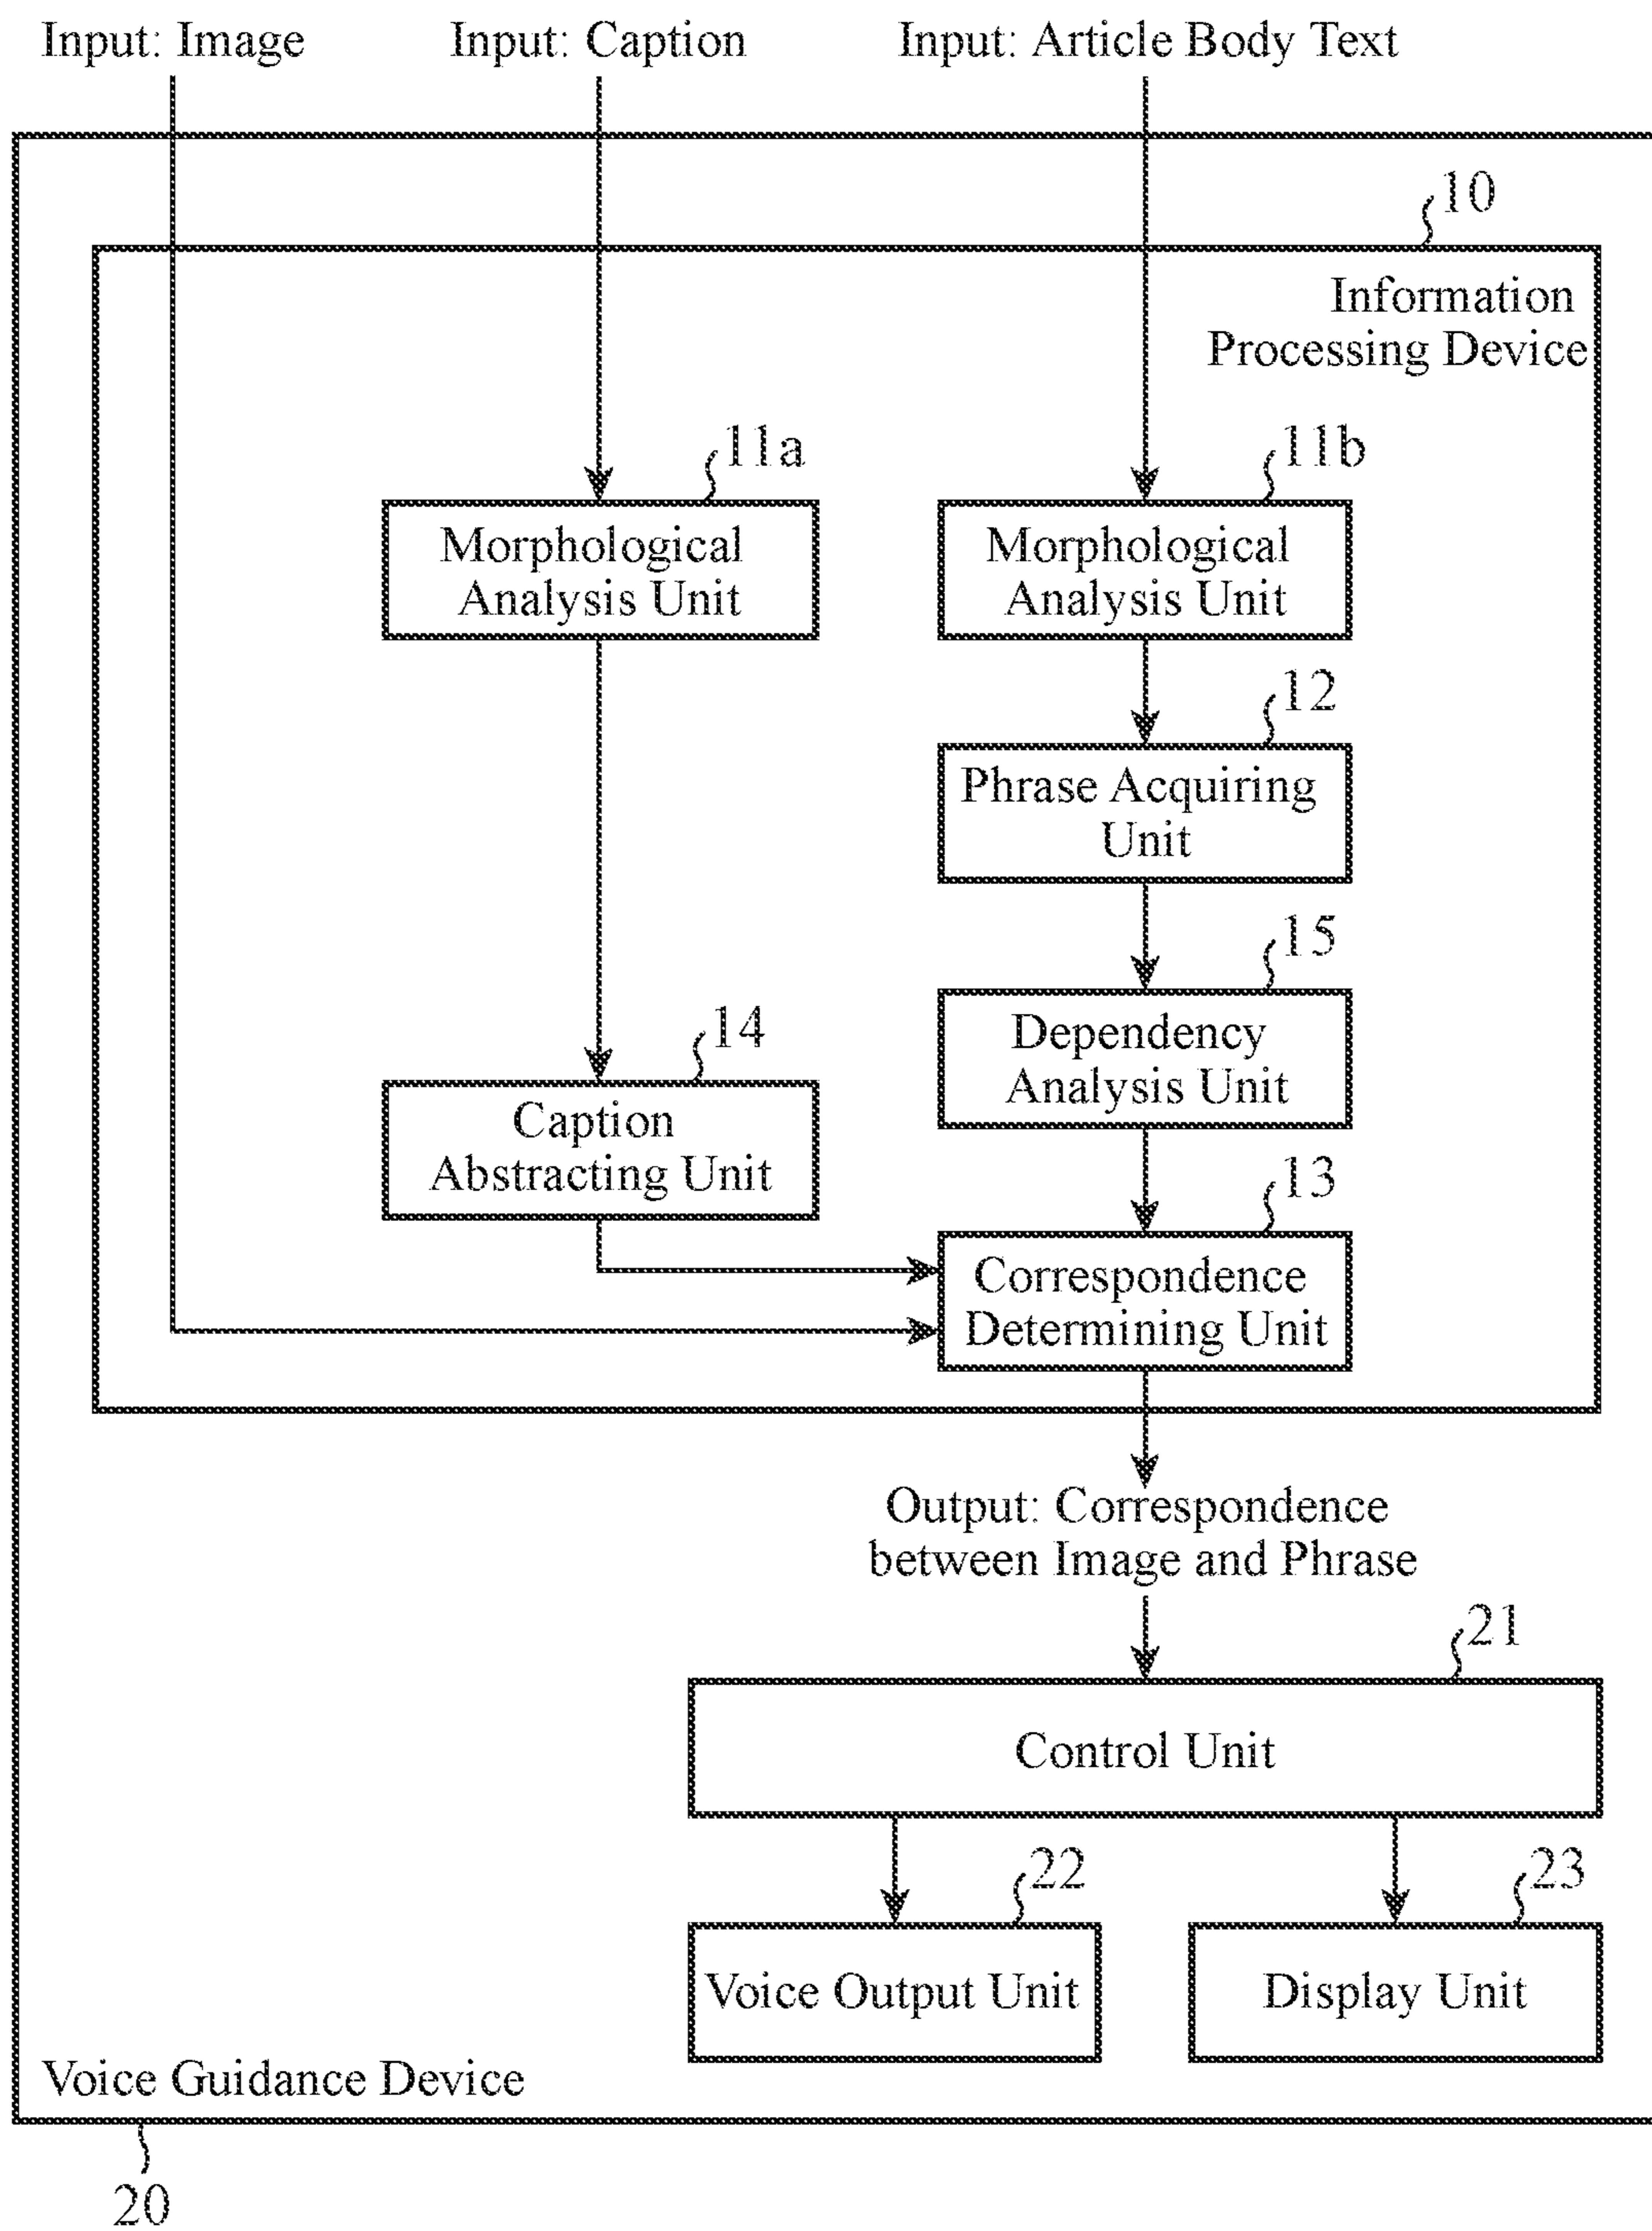 Input: Image
Input: Caption
Input: Article Body Text
10
Information
Processing Device
11a
11b
Morphological
Analysis Unit
Morphological
Analysis Unit
12
Phrase Acquiring
Unit
15
Dependency
Analysis Unit
14
Caption
Abstracting Unit
13
Correspondence
Determining Unit
Output: Correspondence
between Image and Phrase
21
Control Unit
22
23
Voice Output Unit
Display Unit
Voice Guidance Device
20